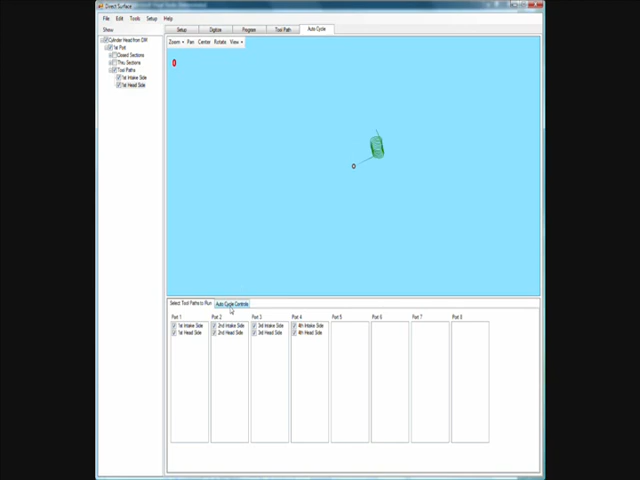 Direct Surface
File Edit Tools Setup Help
Show Setup Digitize Program Tool Path Auto Cycle
Zoom Pan Center Rotate View
Cylinder Head from DIR
1st Port
Closed Sections
Thru Sections
Tool Paths
1st Intake Side
1st Head Side
Select Tool Paths to Run Auto Cycle Controls
Port 1 Port 2 Port 3 Port 4 Port 5 Port 6 Port 7 Port 8
1st Intake Side 2nd Intake Side 3rd Intake Side 4th Intake Side
1st Head Side 2nd Head Side 3rd Head Side 4th Head Side